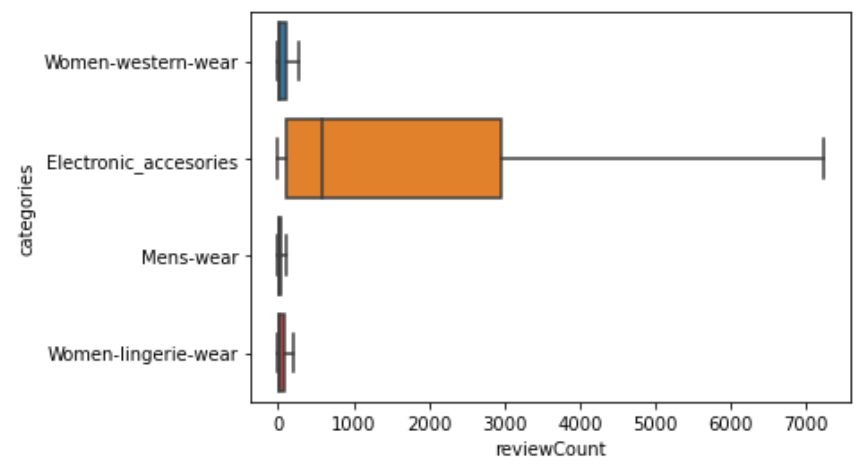 Women-western-wear
Electronic_accesories
Mens-wear
Women-lingerie-wear
categories
0 1000 2000 3000 4000 5000 6000 7000
reviewCount